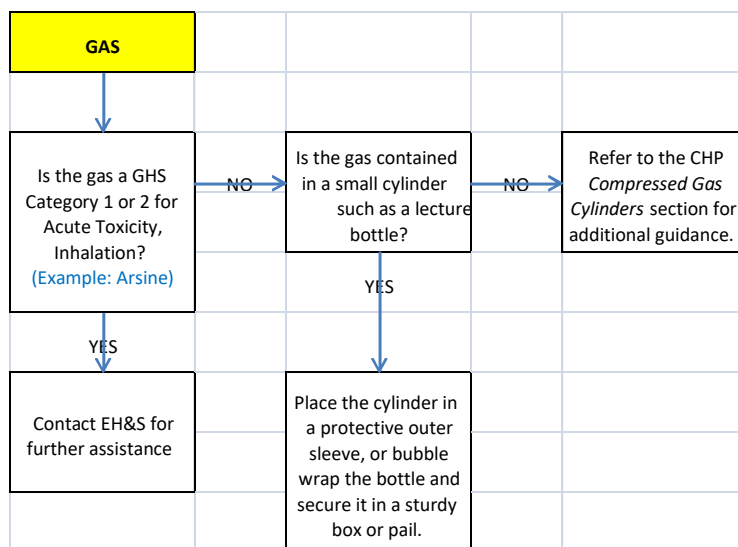 GAS
Is the gas a GHS
Category 1 or 2 for
Acute Toxicity,
Inhalation?
(Example: Arsine)
NO
Is the gas contained
in a small cylinder
such as a lecture
bottle?
NO
Refer to the CHP
Compressed Gas
Cylinders section for
additional guidance.
YES
YES
Contact EH&S for
further assistance
Place the cylinder in
a protective outer
sleeve, or bubble
wrap the bottle and
secure it in a sturdy
box or pail.